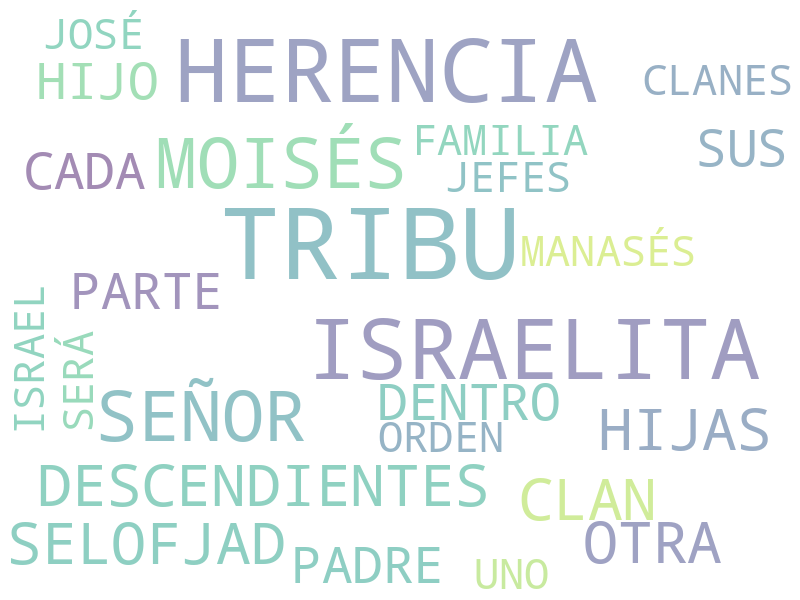 JOSÉ
HERENCIA
HIJO
CLANES
FAMILIA
MOISÉS
SUS
CADA
JEFES
TRIBU
MANASÉS
PARTE
ISRAEL
ISRAELITA
SERÁ
SEÑOR
DENTRO
HIJAS
ORDEN
DESCENDIENTES
CLAN
SELOFJAD
OTRA
PADRE
UNO